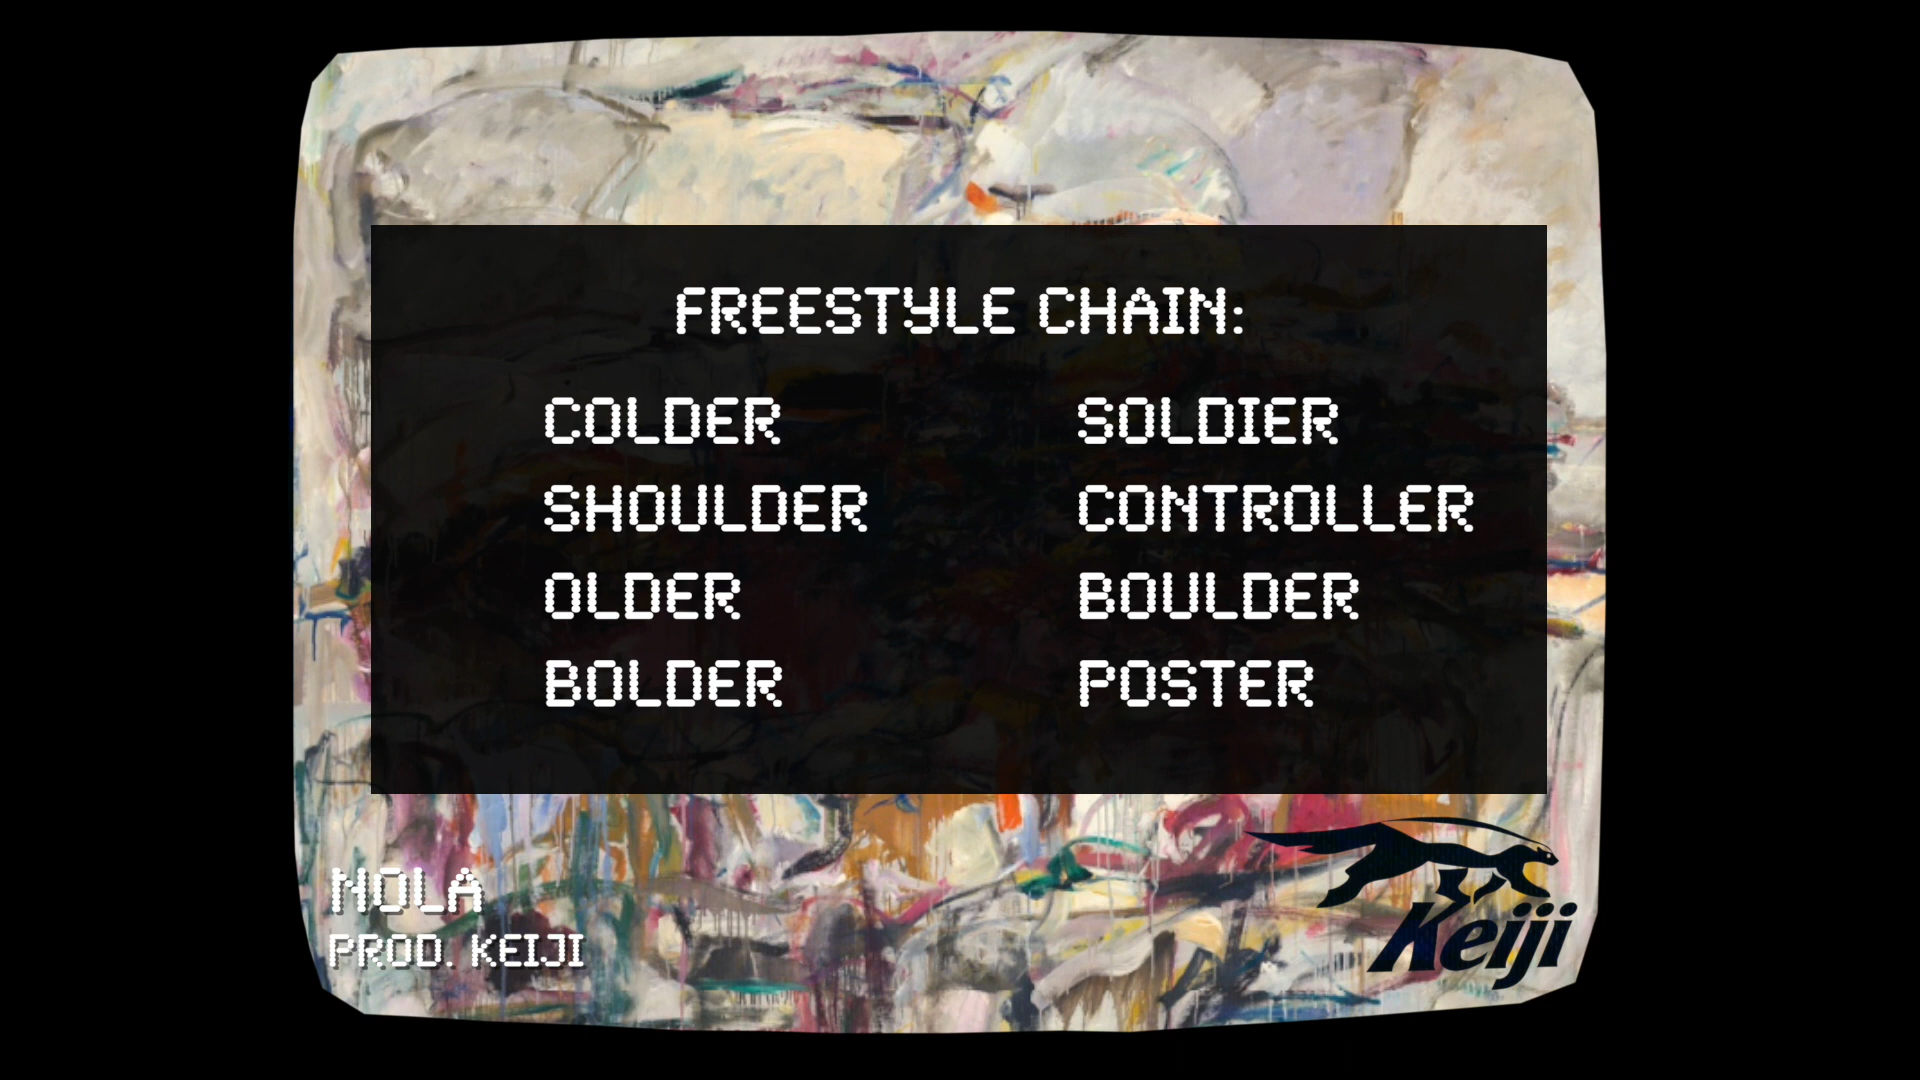 FREESTYLE CHAIN:
COLDER
SHOULDER
OLDER
BOLDER
SOLDIER
CONTROLLER
BOULDER
POSTER
NOLA
PROD. KEIJI
Keiji